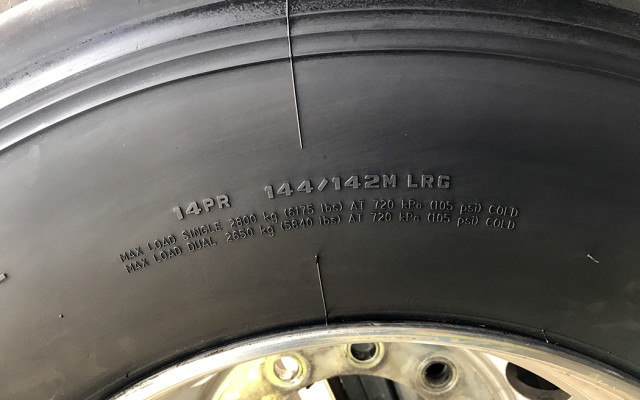 14PR 144/142M LRG
MAX LOAD SINGLE 2800 kg (6175 lbs) AT 720 kPa (105 psi) COLD
MAX LOAD DUAL 2650 kg (5840 lbs) AT 720 kPa (105 psi) COLD